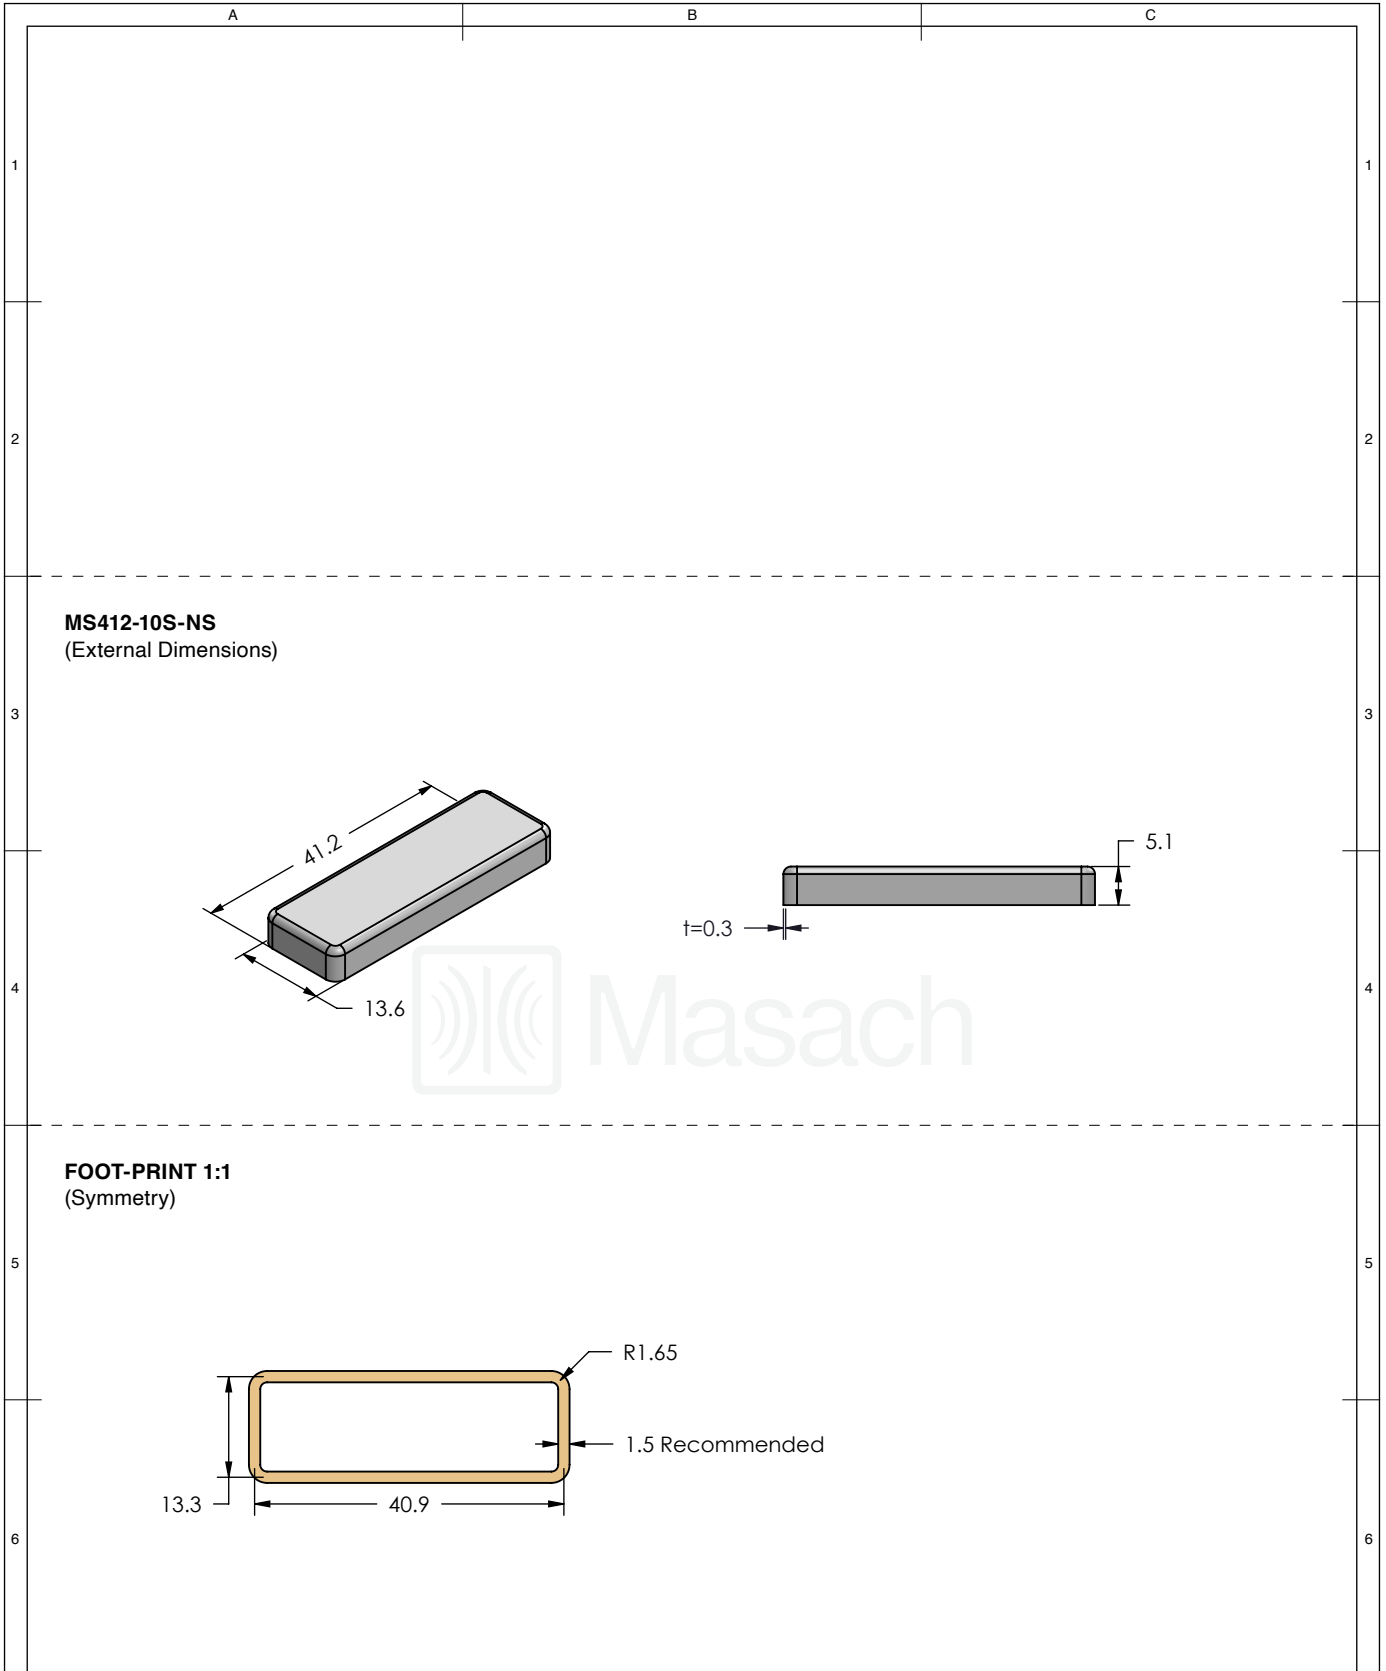 A B C
1 1
2 2
MS412-10S-NS
(External Dimensions)
3 3
41.2
5.1
t=0.3
13.6
4 4
Masach
FOOT-PRINT 1:1
(Symmetry)
5 5
R1.65
1.5 Recommended
13.3
40.9
6 6